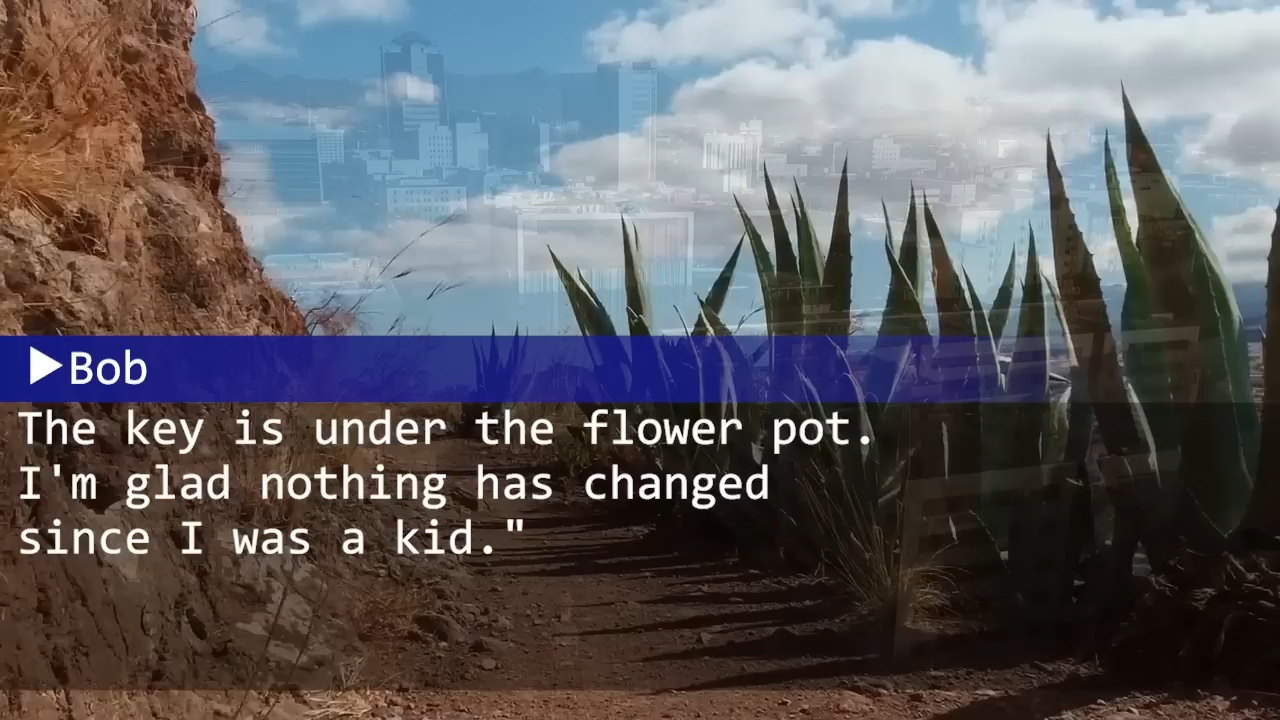 ▶Bob
The key is under the flower pot.
I'm glad nothing has changed
since I was a kid."